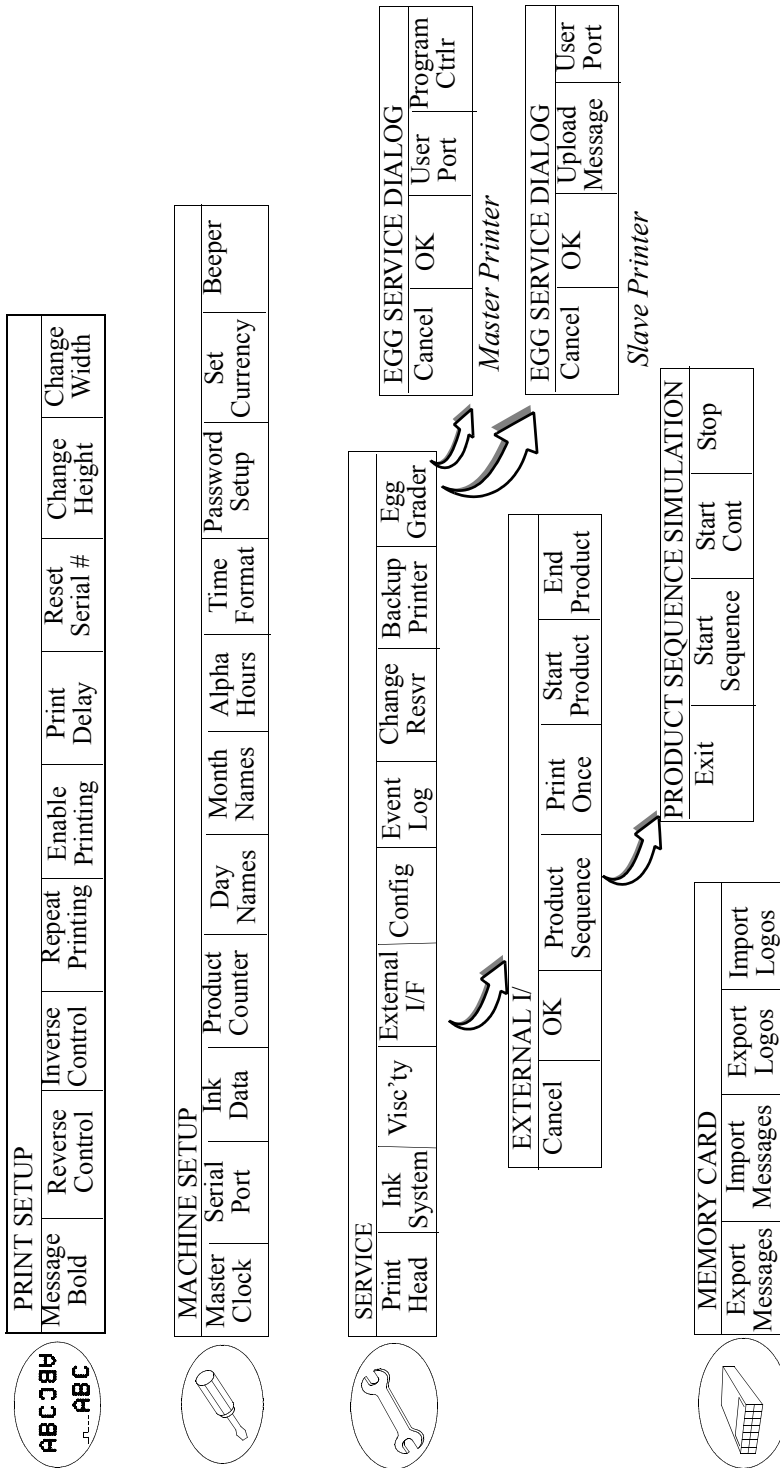 ABCƆBA
ABC
PRINT SETUP
Message
Bold
Reverse
Control
Inverse
Control
Repeat
Printing
Enable
Printing
Print
Delay
Reset
Serial #
Change
Height
Change
Width
MACHINE SETUP
Master
Clock
Serial
Port
Ink
Data
Product
Counter
Day
Names
Month
Names
Alpha
Hours
Time
Format
Password
Setup
Set
Currency
Beeper
SERVICE
Print
Head
Ink
System
Visc'ty
External
I/F
Config
Event
Log
Change
Resvr
Backup
Printer
Egg
Grader
EGG SERVICE DIALOG
Cancel
OK
User
Port
Program
Ctrlr
Master Printer
EGG SERVICE DIALOG
Cancel
OK
Upload
Message
User
Port
Slave Printer
EXTERNAL I/
Cancel
OK
Product
Sequence
Print
Once
Start
Product
End
Product
PRODUCT SEQUENCE SIMULATION
Exit
Start
Sequence
Start
Cont
Stop
MEMORY CARD
Export
Messages
Import
Messages
Export
Logos
Import
Logos